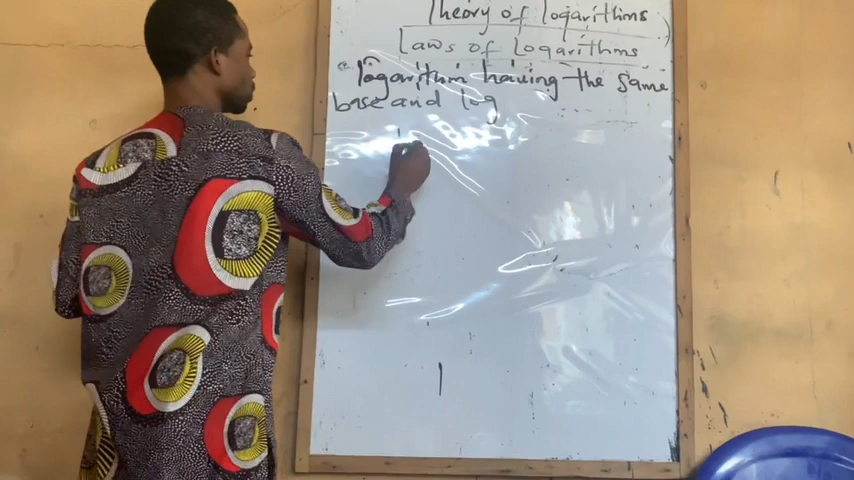 Theory of Logarithms
Laws of Logarithms
Logarithm having the same
base and log